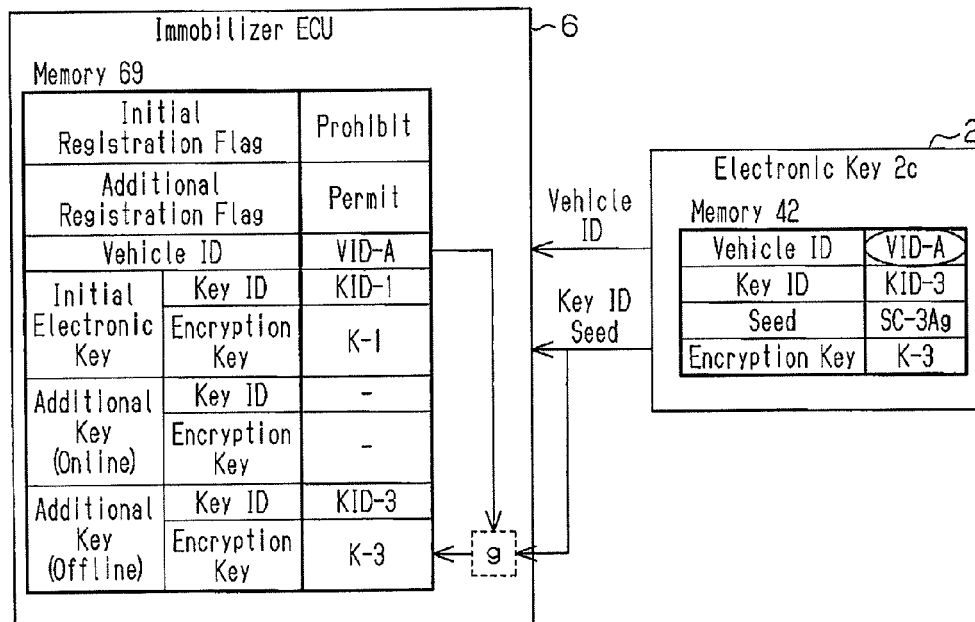 Immobilizer ECU
6
Memory 69
Initial
Registration Flag
Prohibit
Additional
Registration Flag
Permit
Vehicle ID
VID-A
Initial
Electronic
Key
Key ID
KID-1
Encryption
Key
K-1
Additional
Key
(Online)
Key ID
-
Encryption
Key
-
Additional
Key
(Offline)
Key ID
KID-3
Encryption
Key
K-3
g
Vehicle
ID
Key ID
Seed
2
Electronic Key 2c
Memory 42
Vehicle ID
VID-A
Key ID
KID-3
Seed
SC-3Ag
Encryption Key
K-3